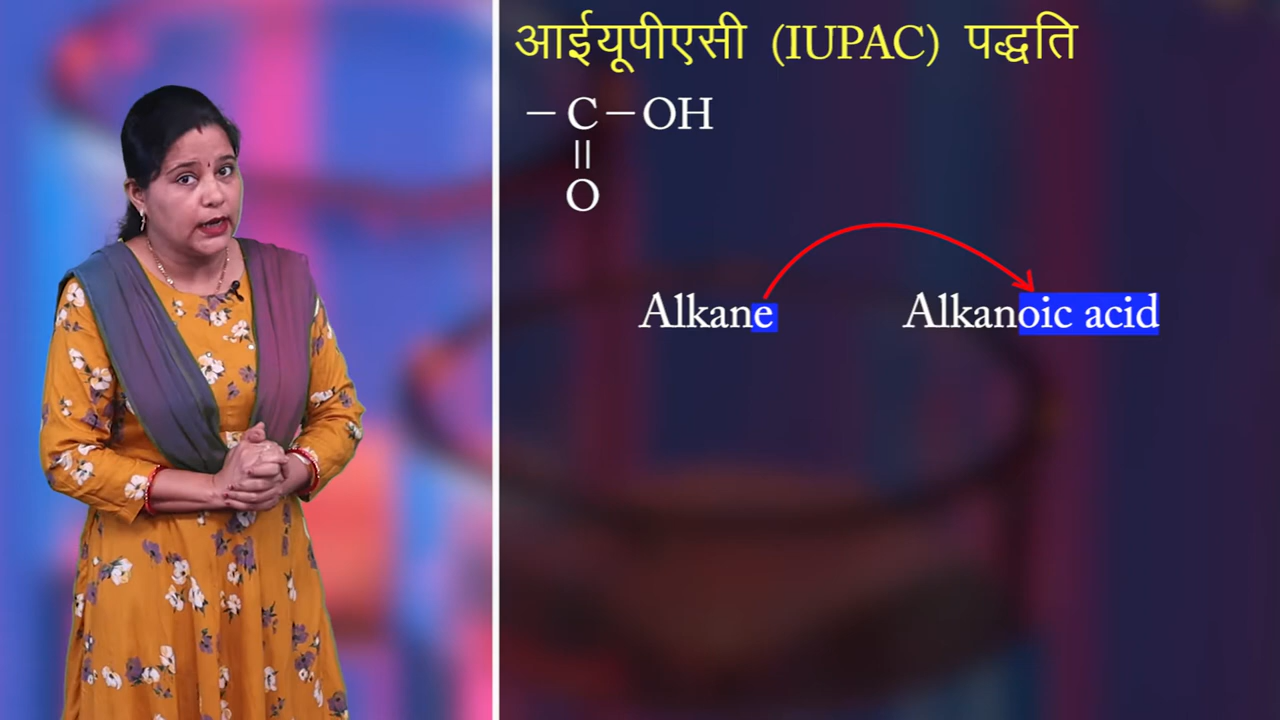 आईयूपीएसी (IUPAC) पद्धति
– C – OH
||
O
Alkane Alkanoic acid